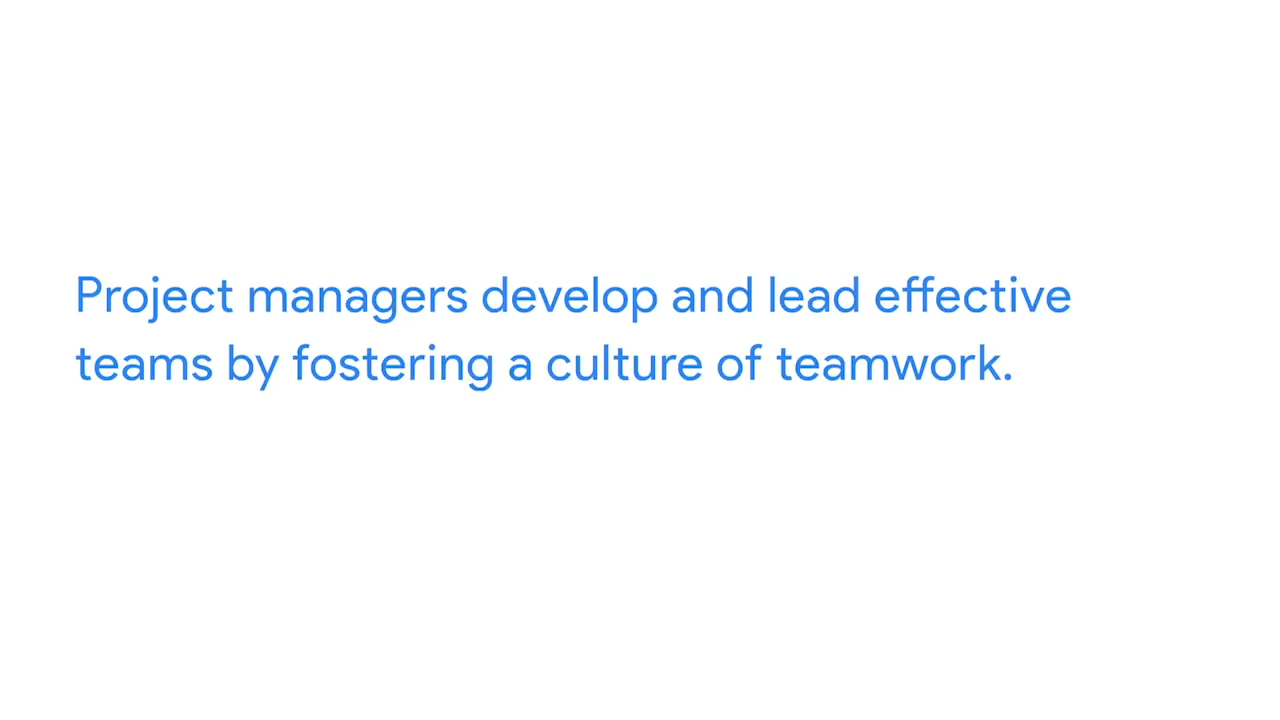 Project managers develop and lead effective
teams by fostering a culture of teamwork.